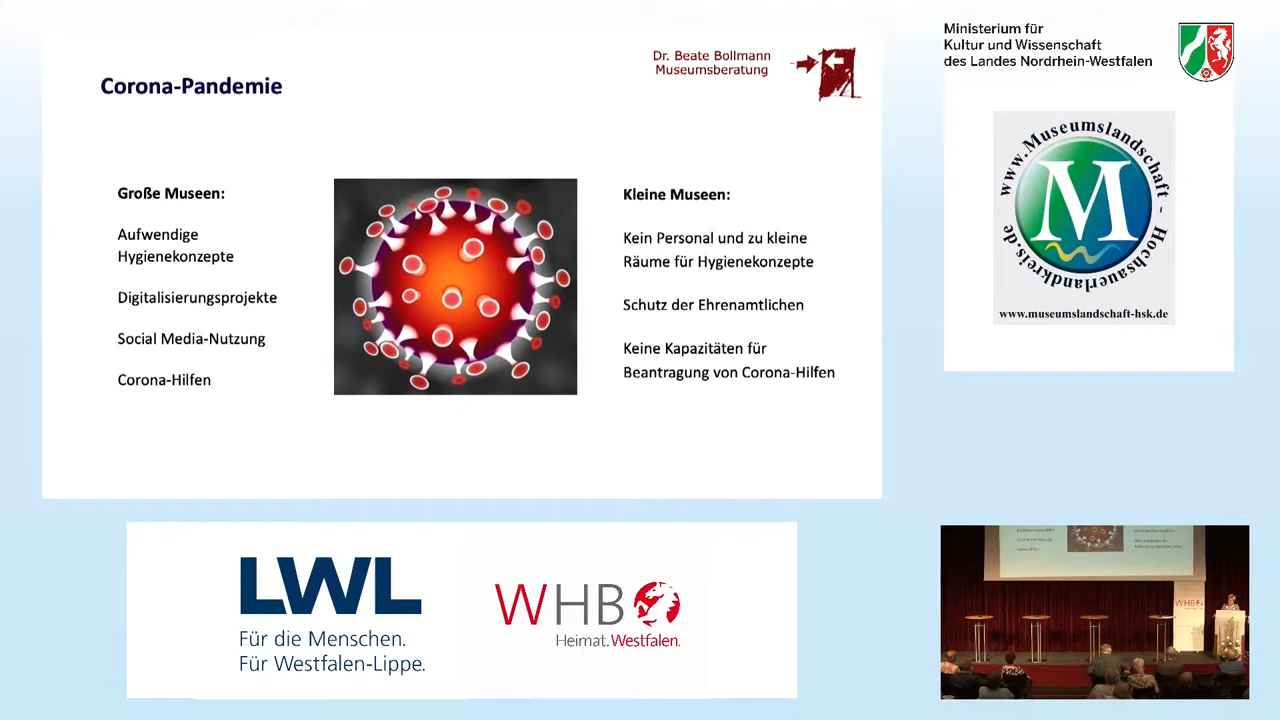 Corona-Pandemie
Dr. Beate Bollmann
Museumsberatung
Große Museen:
Aufwendige
Hygienekonzepte
Digitalisierungsprojekte
Social Media-Nutzung
Corona-Hilfen
Kleine Museen:
Kein Personal und zu kleine
Räume für Hygienekonzepte
Schutz der Ehrenamtlichen
Keine Kapazitäten für
Beantragung von Corona-Hilfen
Ministerium für
Kultur und Wissenschaft
des Landes Nordrhein-Westfalen
www.Museumslandschaft - Hochsauerlandkreis.de
M
www.museumslandschaft-hsk.de
LWL
Für die Menschen.
Für Westfalen-Lippe.
WHB
Heimat.Westfalen.
WHB